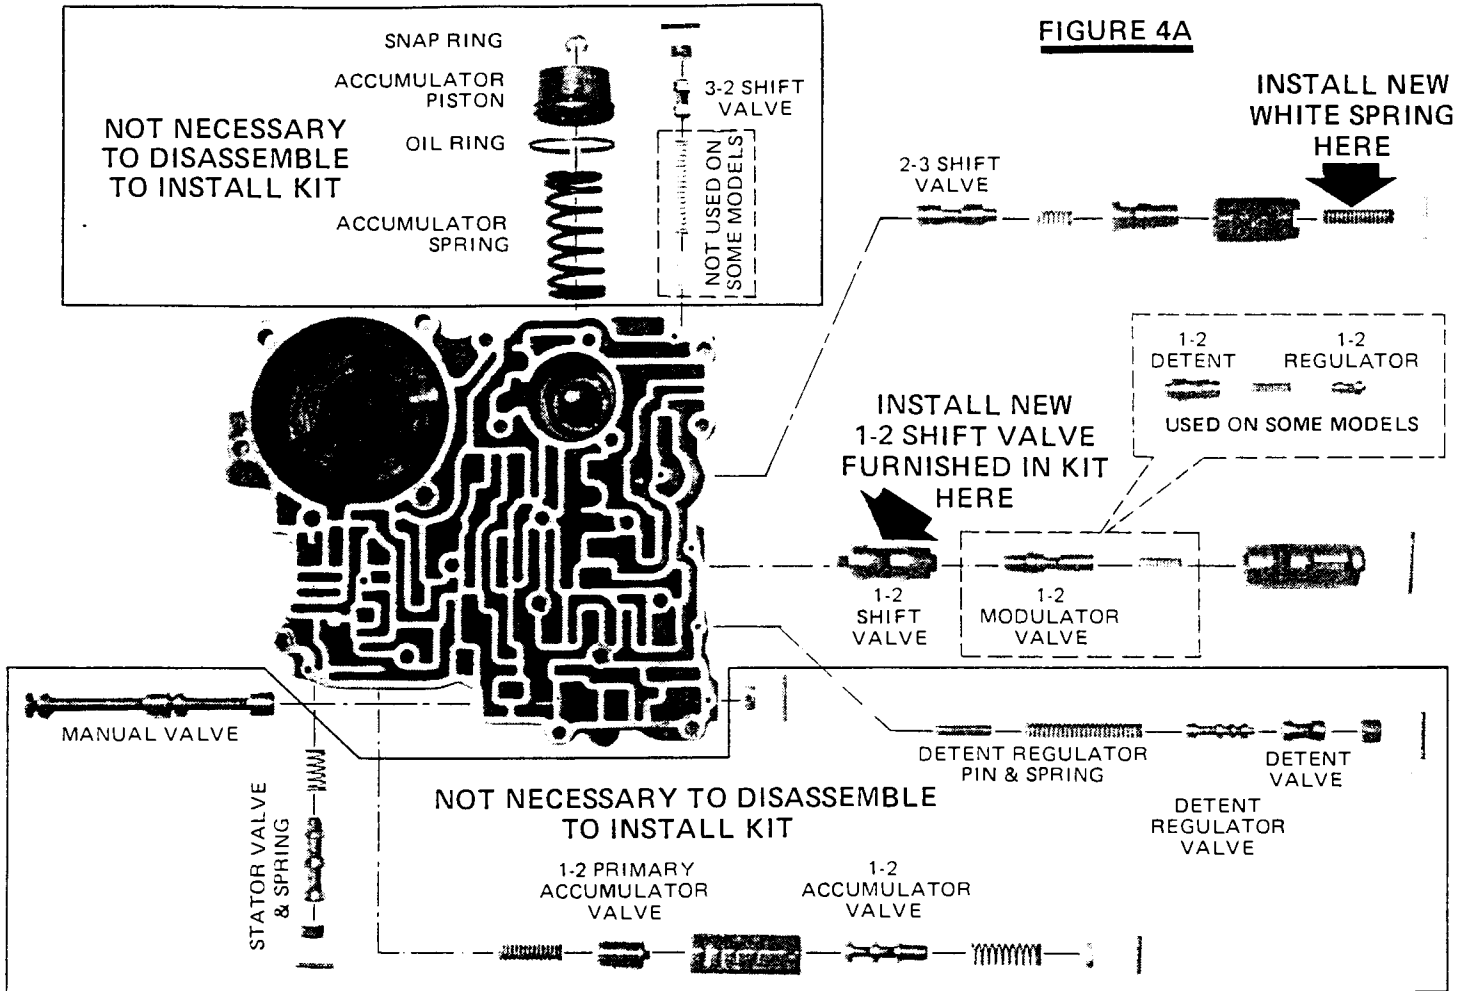 FIGURE 4A
SNAP RING
ACCUMULATOR
PISTON
OIL RING
ACCUMULATOR
SPRING
3-2 SHIFT
VALVE
NOT USED ON
SOME MODELS
NOT NECESSARY
TO DISASSEMBLE
TO INSTALL KIT
INSTALL NEW
WHITE SPRING
HERE
2-3 SHIFT
VALVE
1-2
DETENT
1-2
REGULATOR
USED ON SOME MODELS
INSTALL NEW
1-2 SHIFT VALVE
FURNISHED IN KIT
HERE
1-2
SHIFT
VALVE
1-2
MODULATOR
VALVE
MANUAL VALVE
STATOR VALVE
& SPRING
NOT NECESSARY TO DISASSEMBLE
TO INSTALL KIT
DETENT REGULATOR
PIN & SPRING
DETENT
REGULATOR
VALVE
DETENT
VALVE
1-2 PRIMARY
ACCUMULATOR
VALVE
1-2
ACCUMULATOR
VALVE